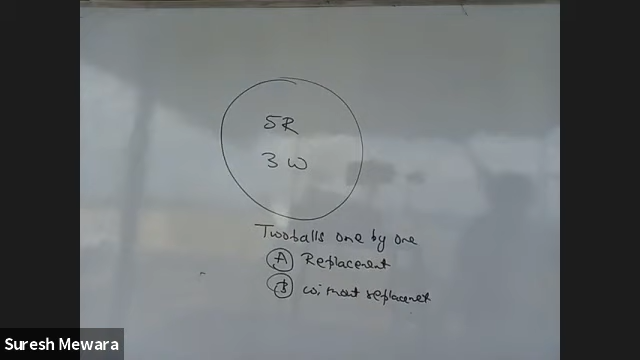 5R
3W
Two balls one by one
A Replacement
B without replacement
Suresh Mewara